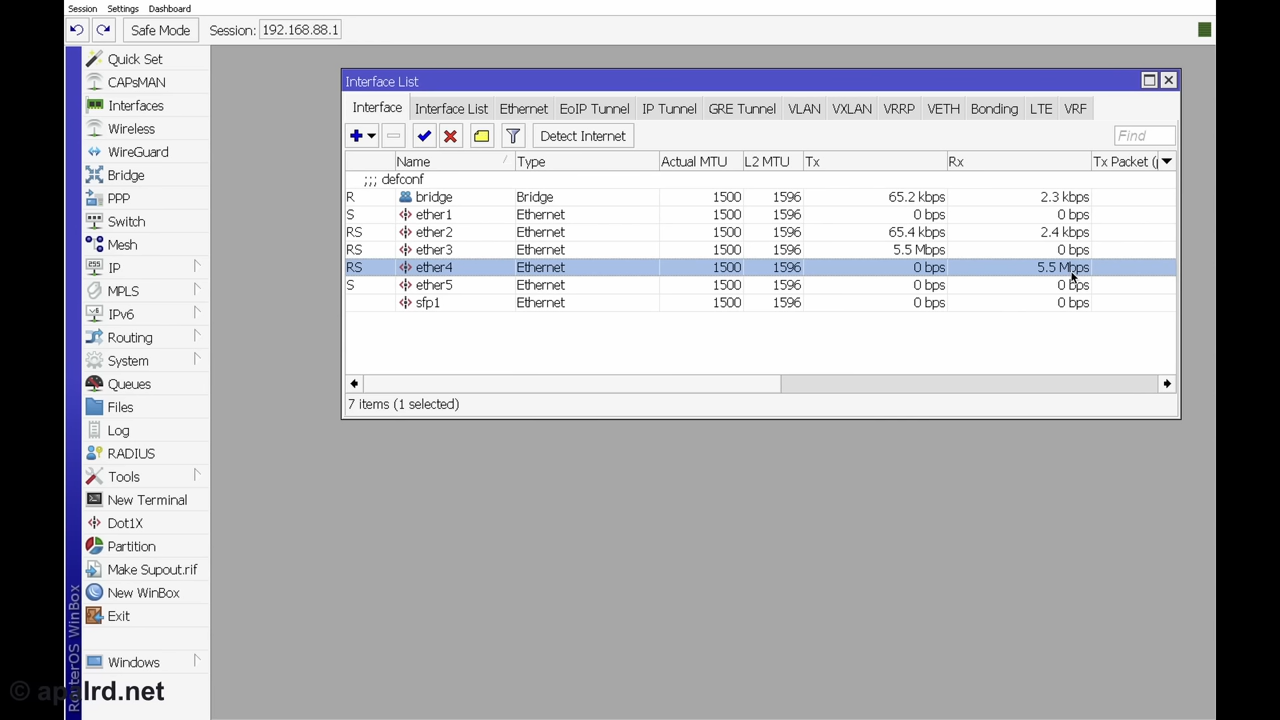 Session Settings Dashboard
Safe Mode Session: 192.168.88.1
Quick Set
CAPsMAN
Interfaces
Wireless
WireGuard
Bridge
PPP
Switch
Mesh
IP
MPLS
IPv6
Routing
System
Queues
Files
Log
RADIUS
Tools
New Terminal
Dot1X
Partition
Make Supout.rif
New WinBox
Exit
Windows
RouterOS WinBox
Interface List
Interface Interface List Ethernet EoIP Tunnel IP Tunnel GRE Tunnel VLAN VXLAN VRRP VETH Bonding LTE VRF
Detect Internet Find
Name Type Actual MTU L2 MTU Tx Rx Tx Packet (
;;; defconf
R bridge Bridge 1500 1596 65.2 kbps 2.3 kbps
S ether1 Ethernet 1500 1596 0 bps 0 bps
RS ether2 Ethernet 1500 1596 65.4 kbps 2.4 kbps
RS ether3 Ethernet 1500 1596 5.5 Mbps 0 bps
RS ether4 Ethernet 1500 1596 0 bps 5.5 Mbps
S ether5 Ethernet 1500 1596 0 bps 0 bps
sfp1 Ethernet 1500 1596 0 bps 0 bps
7 items (1 selected)
© apalrd.net